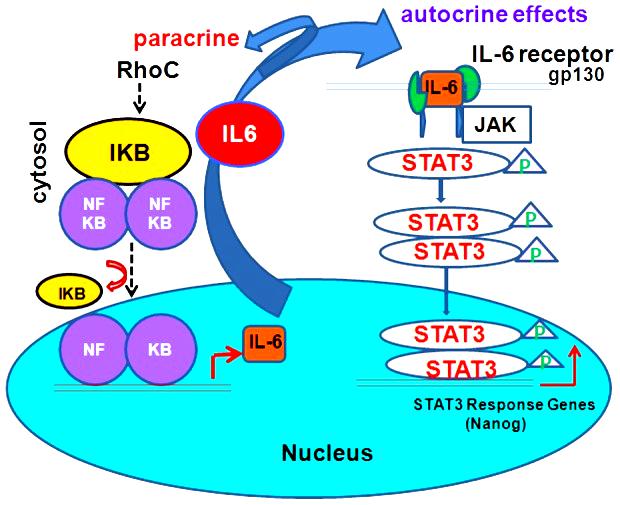 autocrine effects
paracrine
RhoC
IL-6 receptor
gp130
cytosol
IKB
IL6
IL-6
JAK
NF
KB
NF
KB
STAT3
P
STAT3
P
STAT3
P
IKB
NF
KB
IL-6
STAT3
P
STAT3
P
STAT3 Response Genes
(Nanog)
Nucleus